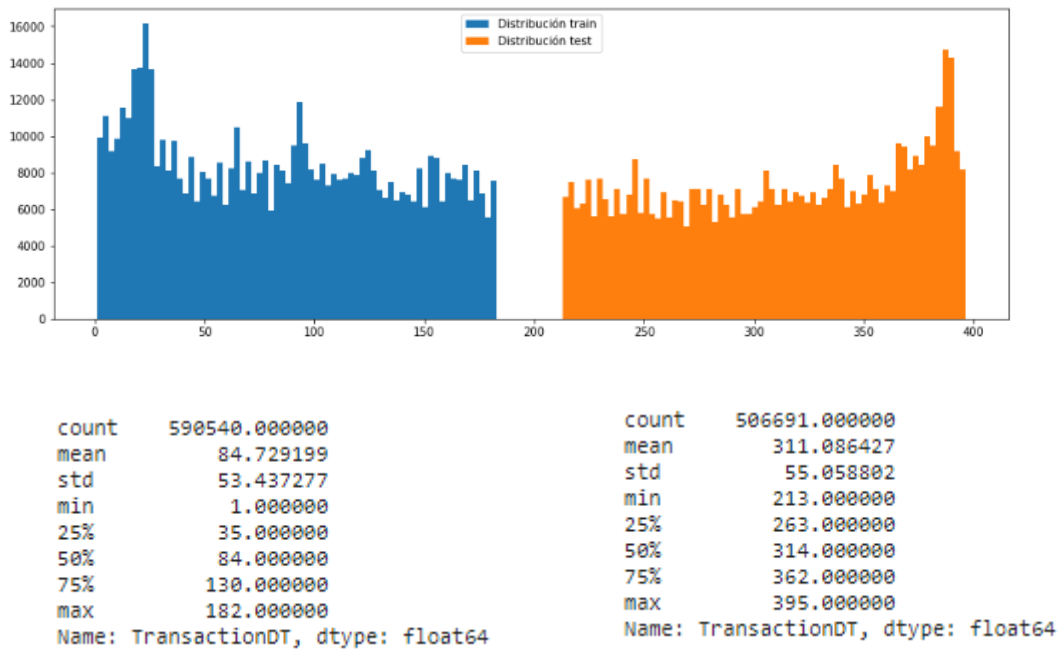 Distribución train
Distribución test
16000
14000
12000
10000
8000
6000
4000
2000
0
0 50 100 150 200 250 300 350 400
count 590540.000000
mean 84.729199
std 53.437277
min 1.000000
25% 35.000000
50% 84.000000
75% 130.000000
max 182.000000
Name: TransactionDT, dtype: float64
count 506691.000000
mean 311.086427
std 55.058802
min 213.000000
25% 263.000000
50% 314.000000
75% 362.000000
max 395.000000
Name: TransactionDT, dtype: float64